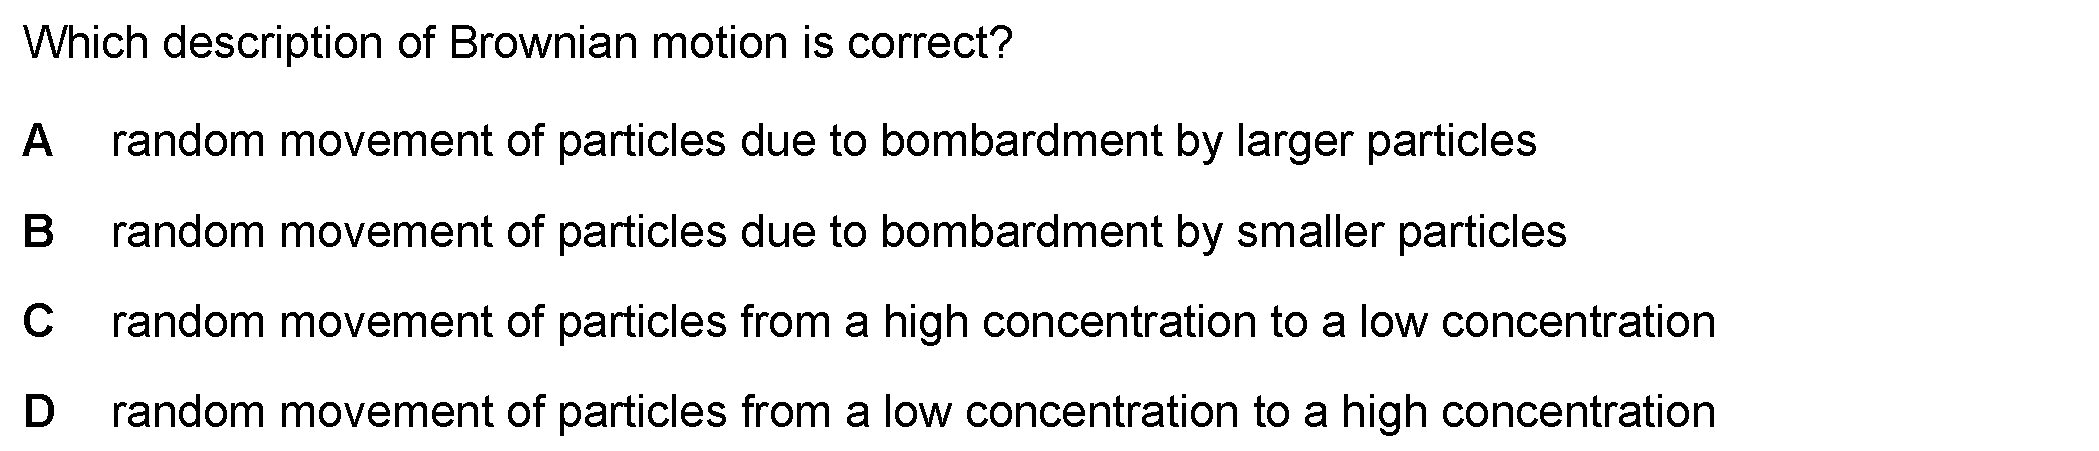 Which description of Brownian motion is correct?
A random movement of particles due to bombardment by larger particles
B random movement of particles due to bombardment by smaller particles
C random movement of particles from a high concentration to a low concentration
D random movement of particles from a low concentration to a high concentration